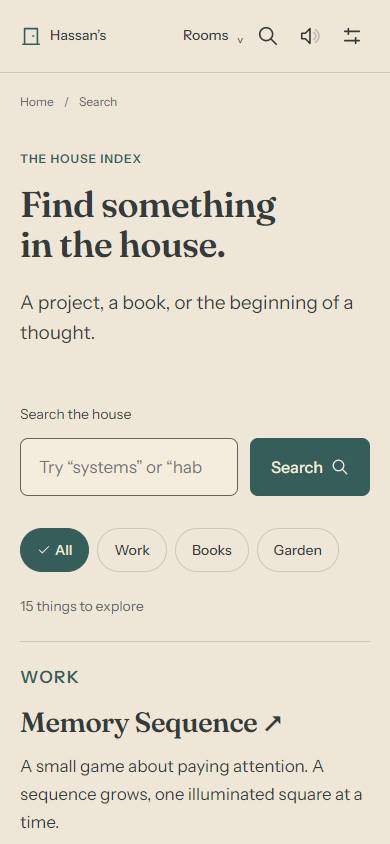 Hassan's
Rooms v
Home / Search
THE HOUSE INDEX
Find something
in the house.
A project, a book, or the beginning of a
thought.
Search the house
Try “systems” or “hab
Search
✓ All
Work
Books
Garden
15 things to explore
WORK
Memory Sequence ↗
A small game about paying attention. A
sequence grows, one illuminated square at a
time.